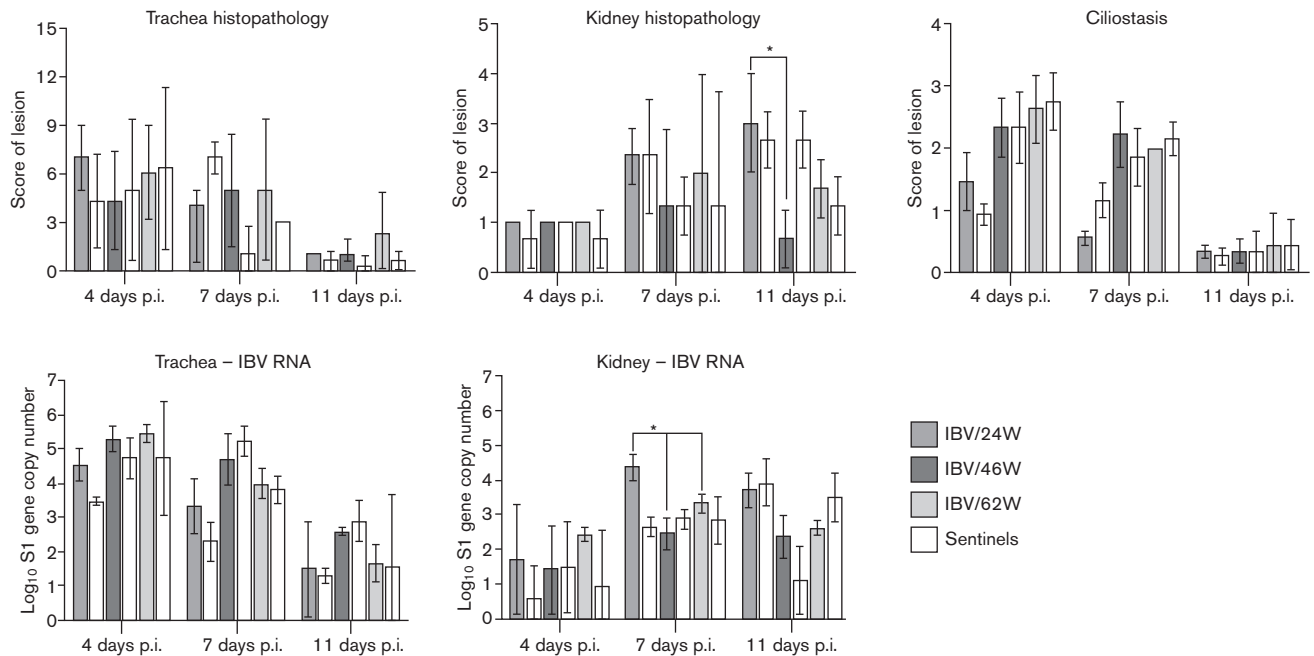 Trachea histopathology
Score of lesion
15
12
9
6
3
0
4 days p.i. 7 days p.i. 11 days p.i.
Kidney histopathology
Score of lesion
5
4
3
2
1
0
*
4 days p.i. 7 days p.i. 11 days p.i.
Ciliostasis
Score of lesion
4
3
2
1
0
4 days p.i. 7 days p.i. 11 days p.i.
Trachea – IBV RNA
Log₁₀ S1 gene copy number
7
6
5
4
3
2
1
0
4 days p.i. 7 days p.i. 11 days p.i.
Kidney – IBV RNA
Log₁₀ S1 gene copy number
7
6
5
4
3
2
1
0
*
4 days p.i. 7 days p.i. 11 days p.i.
IBV/24W
IBV/46W
IBV/62W
Sentinels